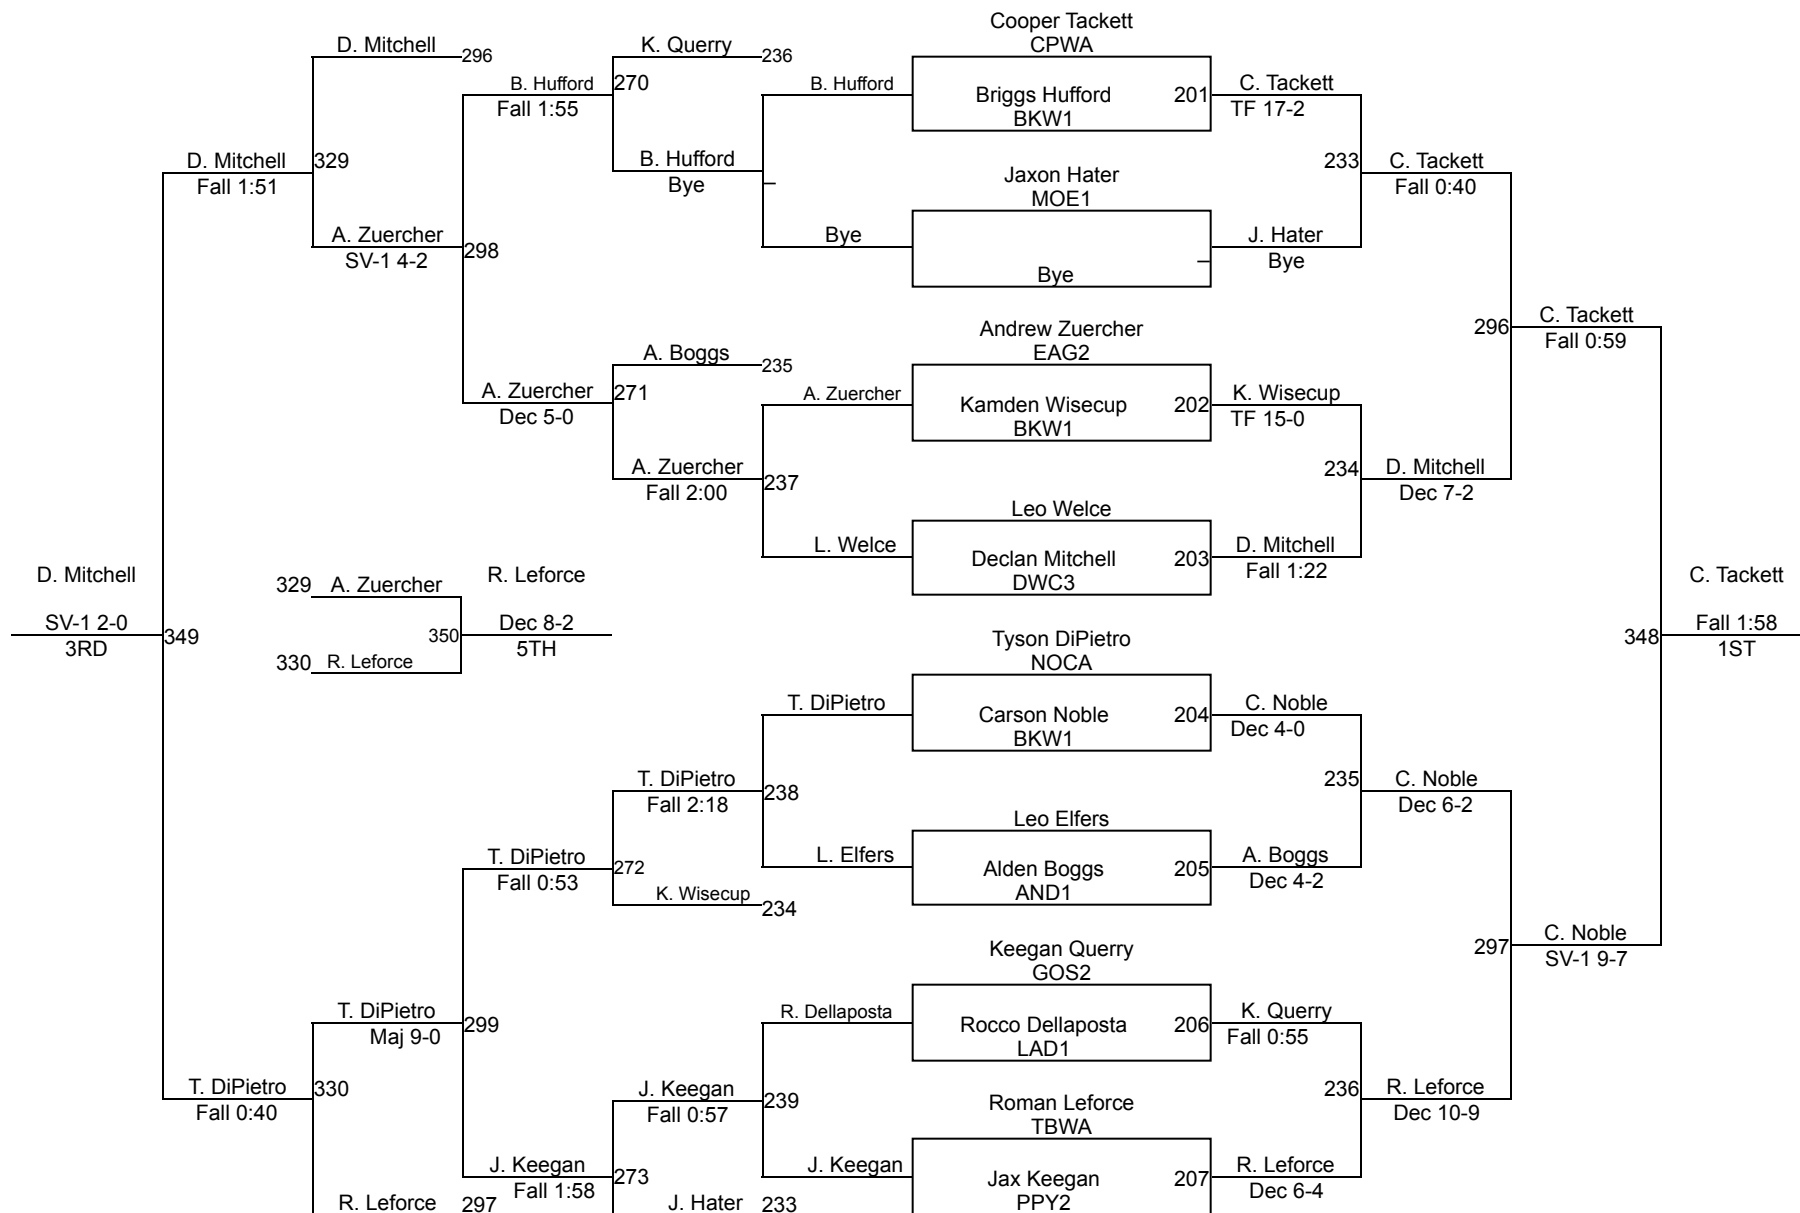 Cooper Tackett
CPWA
D. Mitchell
296
K. Querry
236
B. Hufford
Fall 1:55
270
B. Hufford
Briggs Hufford
BKW1
201
C. Tackett
TF 17-2
D. Mitchell
Fall 1:51
329
B. Hufford
Bye
–
Jaxon Hater
MOE1
233
C. Tackett
Fall 0:40
A. Zuercher
SV-1 4-2
298
Bye
Bye
–
J. Hater
Bye
296
C. Tackett
Fall 0:59
Andrew Zuercher
EAG2
A. Boggs
235
A. Zuercher
Dec 5-0
271
A. Zuercher
Kamden Wisecup
BKW1
202
K. Wisecup
TF 15-0
A. Zuercher
Fall 2:00
237
234
D. Mitchell
Dec 7-2
Leo Welce
L. Welce
Declan Mitchell
DWC3
203
D. Mitchell
Fall 1:22
D. Mitchell
SV-1 2-0
3RD
349
329
A. Zuercher
330
R. Leforce
350
R. Leforce
Dec 8-2
5TH
C. Tackett
348
Fall 1:58
1ST
Tyson DiPietro
NOCA
T. DiPietro
Carson Noble
BKW1
204
C. Noble
Dec 4-0
T. DiPietro
Fall 2:18
238
235
C. Noble
Dec 6-2
Leo Elfers
T. DiPietro
Fall 0:53
272
L. Elfers
Alden Boggs
AND1
205
A. Boggs
Dec 4-2
K. Wisecup
234
297
C. Noble
SV-1 9-7
Keegan Querry
GOS2
T. DiPietro
Maj 9-0
299
R. Dellaposta
Rocco Dellaposta
LAD1
206
K. Querry
Fall 0:55
T. DiPietro
Fall 0:40
330
J. Keegan
Fall 0:57
239
Roman Leforce
TBWA
236
R. Leforce
Dec 10-9
J. Keegan
Fall 1:58
273
J. Keegan
Jax Keegan
PPY2
207
R. Leforce
Dec 6-4
R. Leforce
297
J. Hater
233